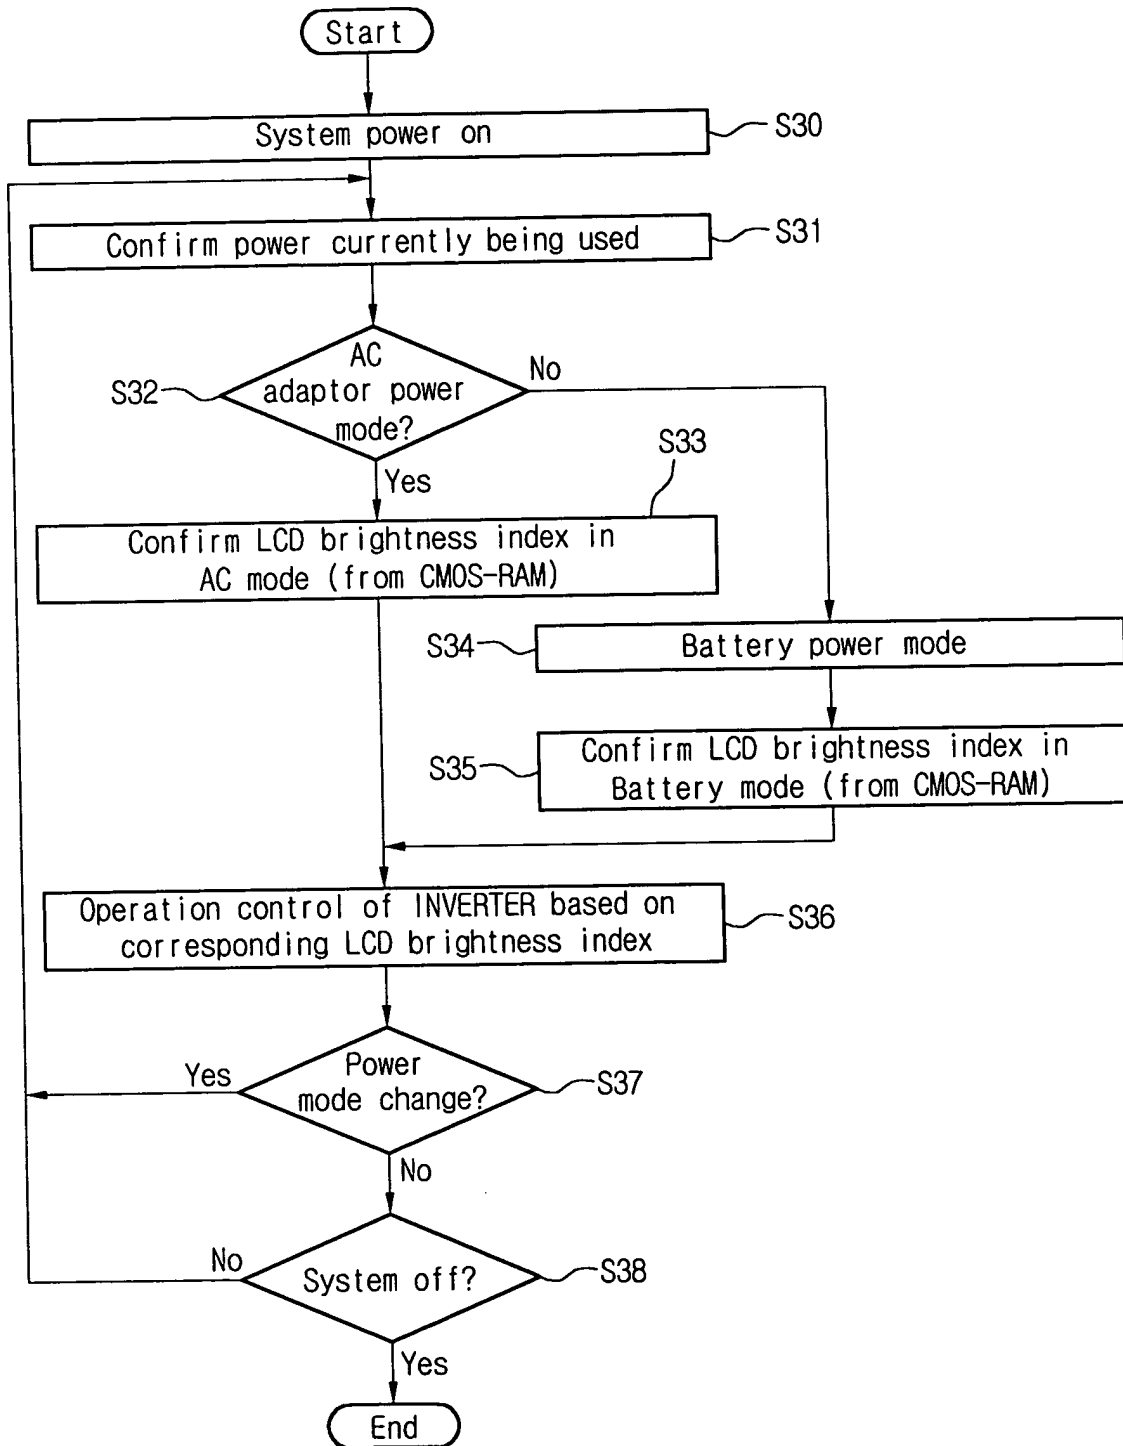 Start
System power on
S30
Confirm power currently being used
S31
AC
adaptor power
mode?
S32
No
Yes
S33
Confirm LCD brightness index in
AC mode (from CMOS-RAM)
S34
Battery power mode
S35
Confirm LCD brightness index in
Battery mode (from CMOS-RAM)
Operation control of INVERTER based on
corresponding LCD brightness index
S36
Yes
Power
mode change?
S37
No
No
System off?
S38
Yes
End